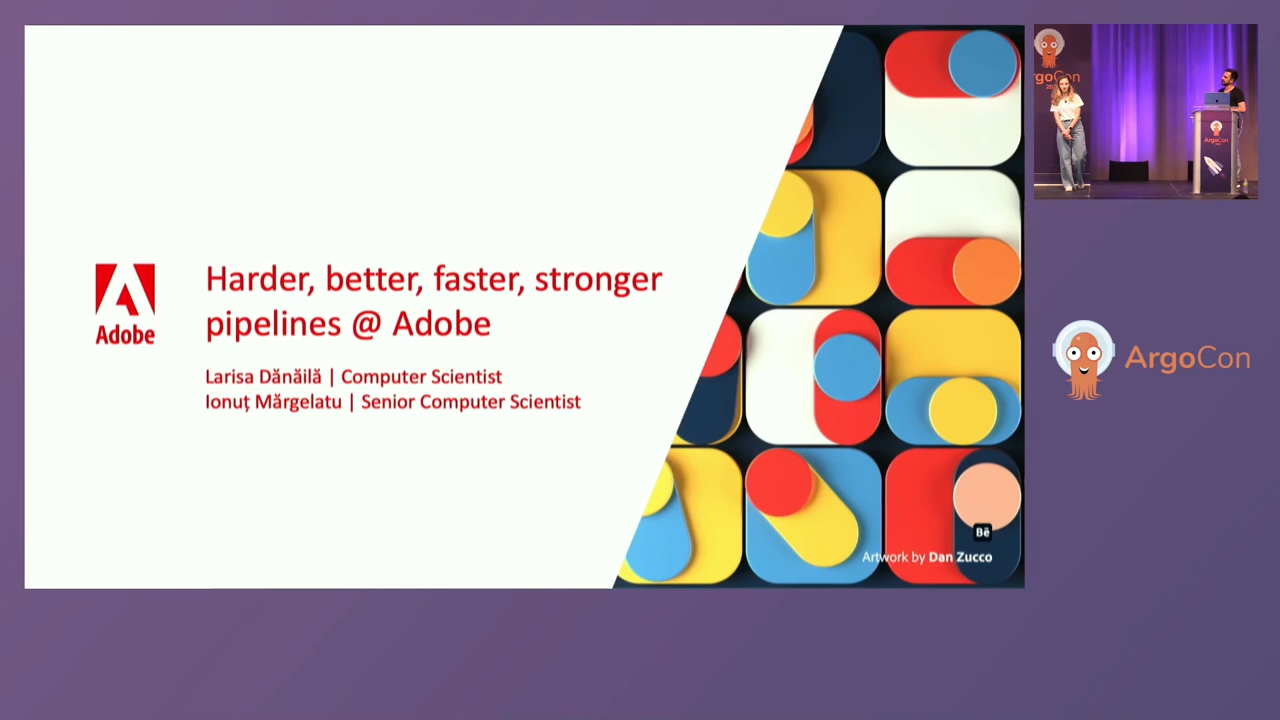 Harder, better, faster, stronger
pipelines @ Adobe
Adobe
Larisa Dănăilă | Computer Scientist
Ionuț Mărgelatu | Senior Computer Scientist
Bē
Artwork by Dan Zucco
ArgoCon